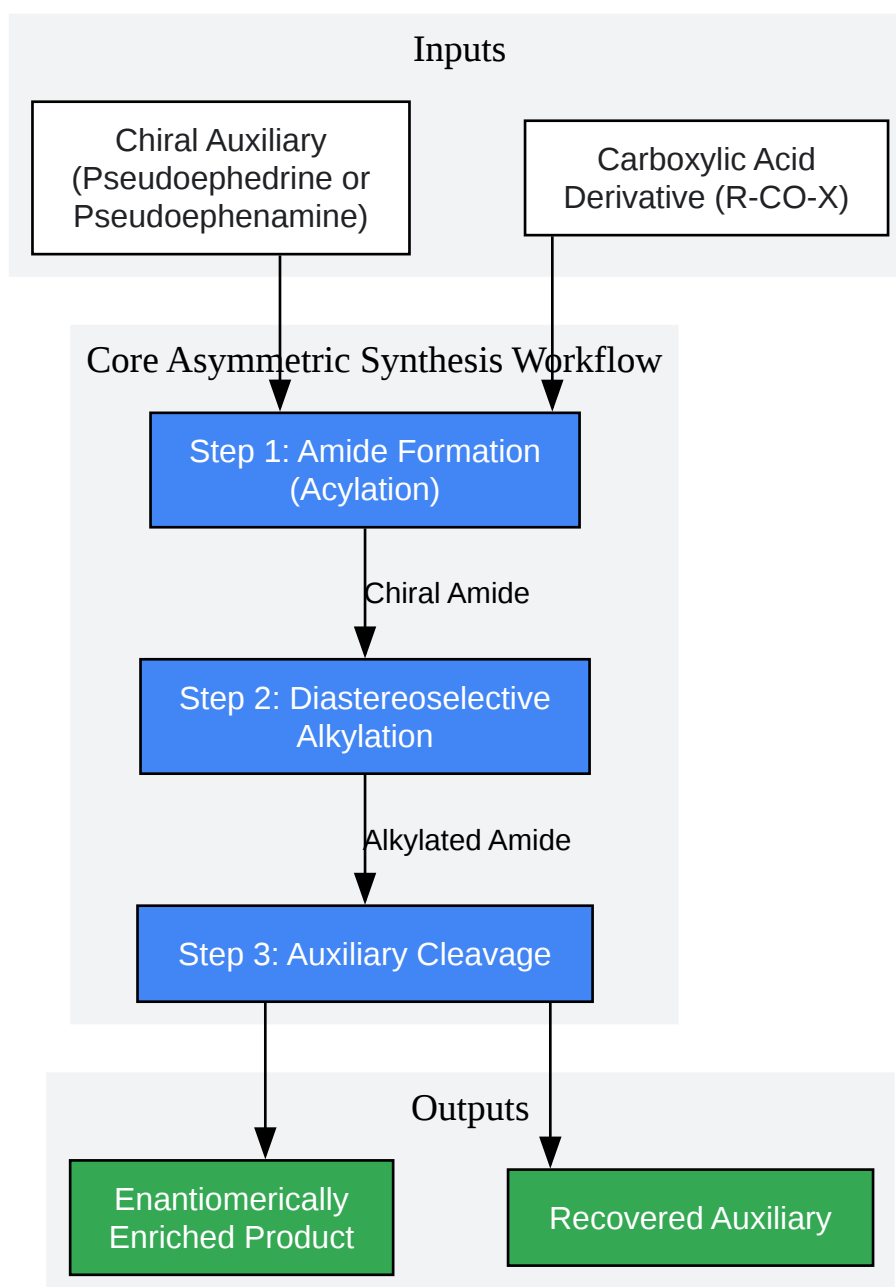 Inputs
Chiral Auxiliary
(Pseudoephedrine or
Pseudoephenamine)
Carboxylic Acid
Derivative (R-CO-X)
Core Asymmetric Synthesis Workflow
Step 1: Amide Formation
(Acylation)
Chiral Amide
Step 2: Diastereoselective
Alkylation
Alkylated Amide
Step 3: Auxiliary Cleavage
Outputs
Enantiomerically
Enriched Product
Recovered Auxiliary